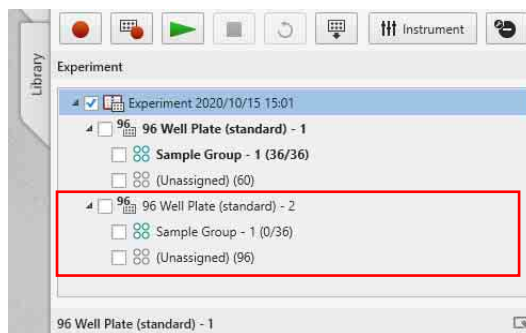 Library
Instrument
Experiment
Experiment 2020/10/15 15:01
96 96 Well Plate (standard) - 1
Sample Group - 1 (36/36)
(Unassigned) (60)
96 96 Well Plate (standard) - 2
Sample Group - 1 (0/36)
(Unassigned) (96)
96 Well Plate (standard) - 1